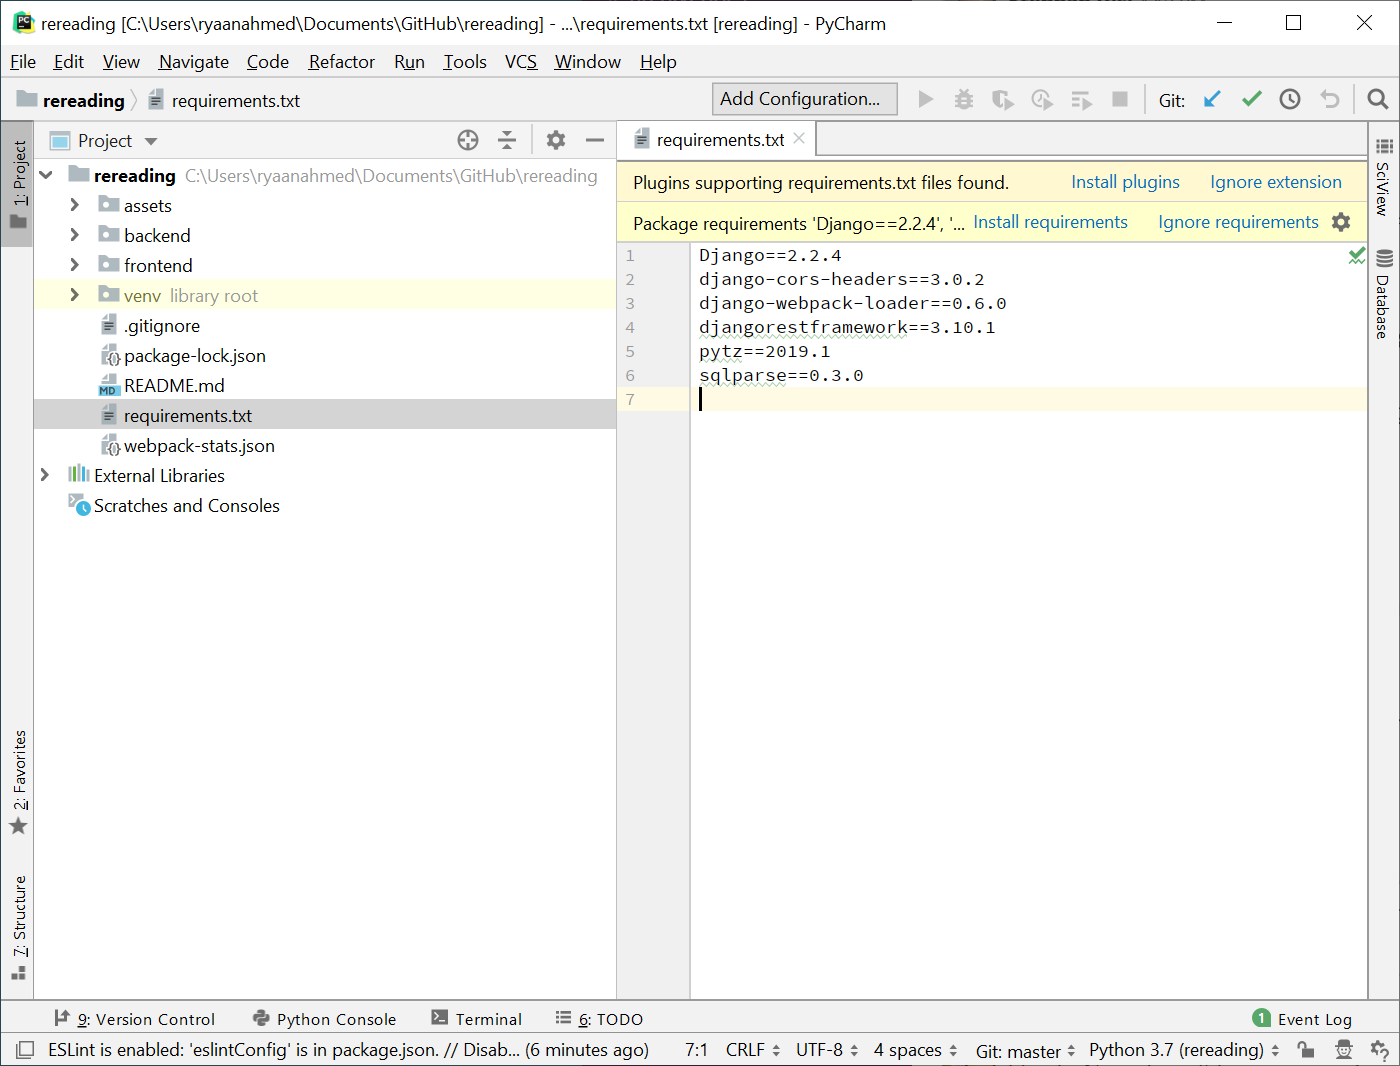 rereading [C:\Users\ryaanahmed\Documents\GitHub\rereading] - ...\requirements.txt [rereading] - PyCharm
File Edit View Navigate Code Refactor Run Tools VCS Window Help
rereading requirements.txt Add Configuration... Git:
1: Project
Project
requirements.txt
rereading C:\Users\ryaanahmed\Documents\GitHub\rereading
assets
backend
frontend
venv library root
.gitignore
package-lock.json
README.md
requirements.txt
webpack-stats.json
External Libraries
Scratches and Consoles
Plugins supporting requirements.txt files found. Install plugins Ignore extension
Package requirements 'Django==2.2.4', '... Install requirements Ignore requirements
1 Django==2.2.4
2 django-cors-headers==3.0.2
3 django-webpack-loader==0.6.0
4 djangorestframework==3.10.1
5 pytz==2019.1
6 sqlparse==0.3.0
7
SciView
Database
2: Favorites
7: Structure
9: Version Control Python Console Terminal 6: TODO 1 Event Log
ESLint is enabled: 'eslintConfig' is in package.json. // Disab... (6 minutes ago) 7:1 CRLF UTF-8 4 spaces Git: master Python 3.7 (rereading)